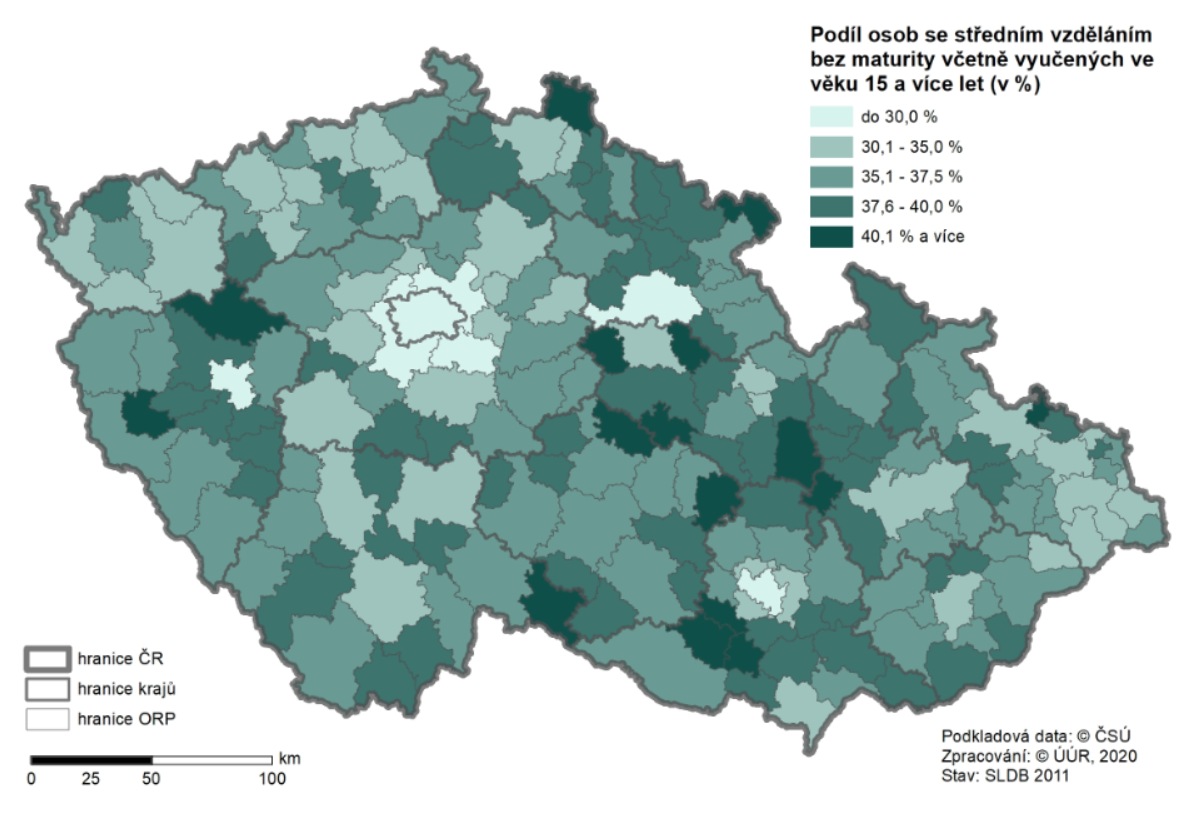 Podíl osob se středním vzděláním
bez maturity včetně vyučených ve
věku 15 a více let (v %)
do 30,0 %
30,1 - 35,0 %
35,1 - 37,5 %
37,6 - 40,0 %
40,1 % a více
hranice ČR
hranice krajů
hranice ORP
km
0 25 50 100
Podkladová data: © ČSÚ
Zpracování: © ÚÚR, 2020
Stav: SLDB 2011